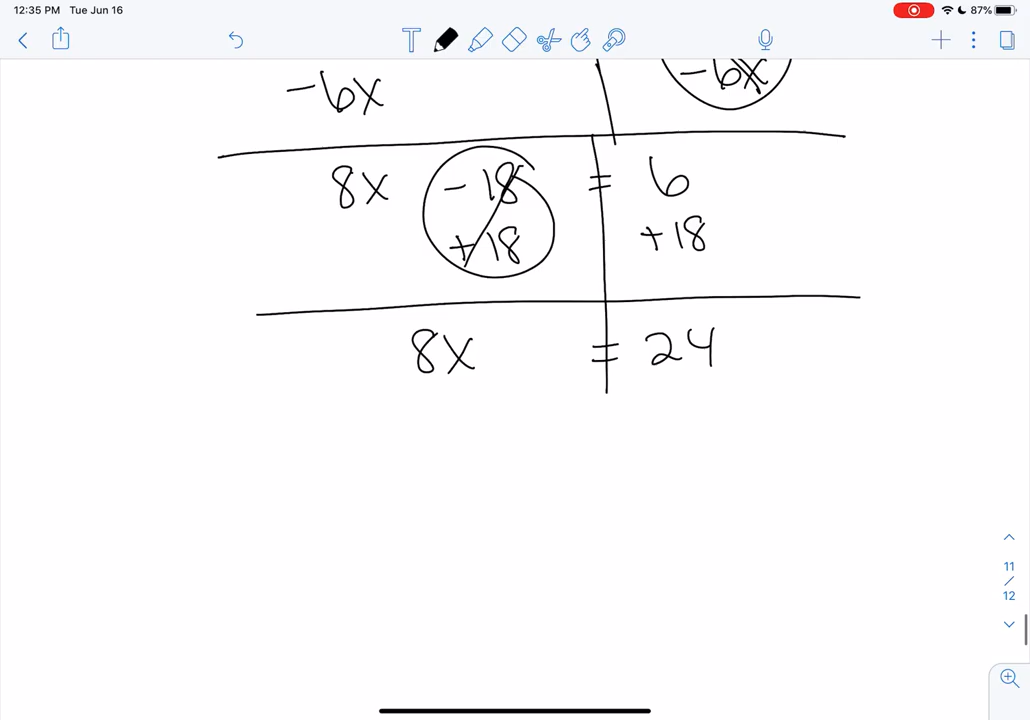 12:35 PM Tue Jun 16 87%
T
-6x -6x
8x -18 = 6
+18 +18
8x = 24
11
/
12